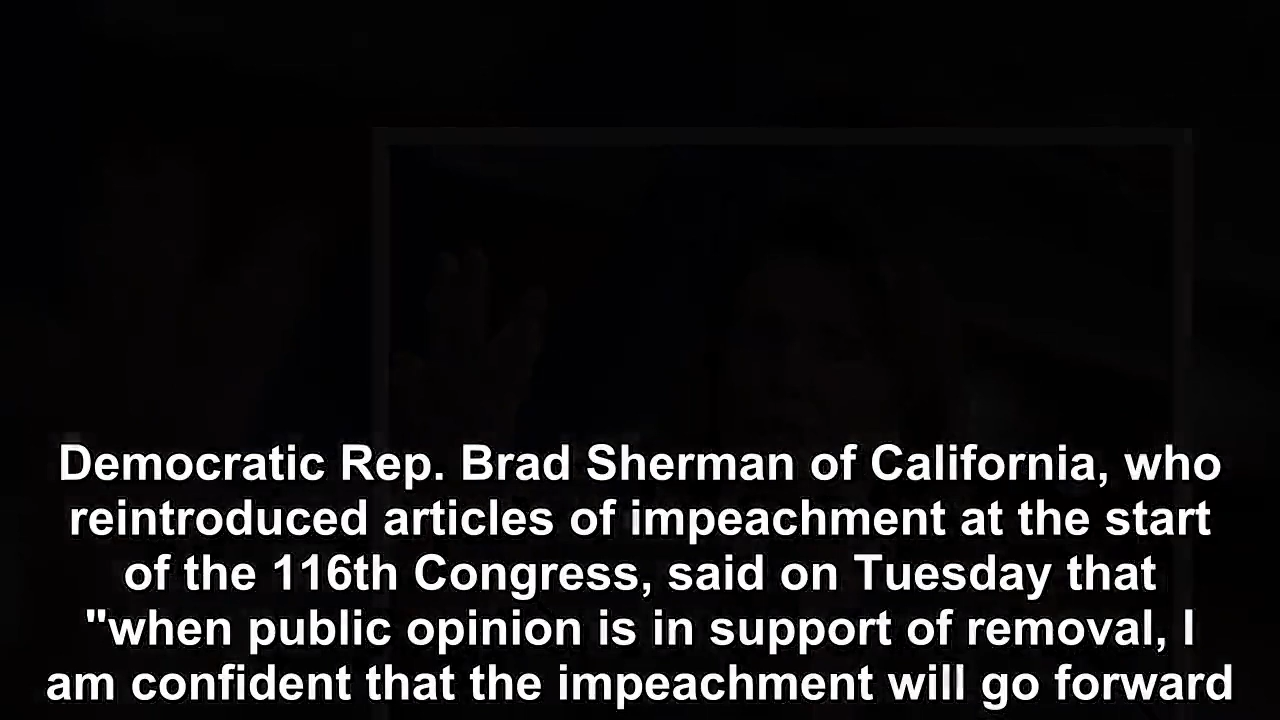 Democratic Rep. Brad Sherman of California, who
reintroduced articles of impeachment at the start
of the 116th Congress, said on Tuesday that
"when public opinion is in support of removal, I
am confident that the impeachment will go forward